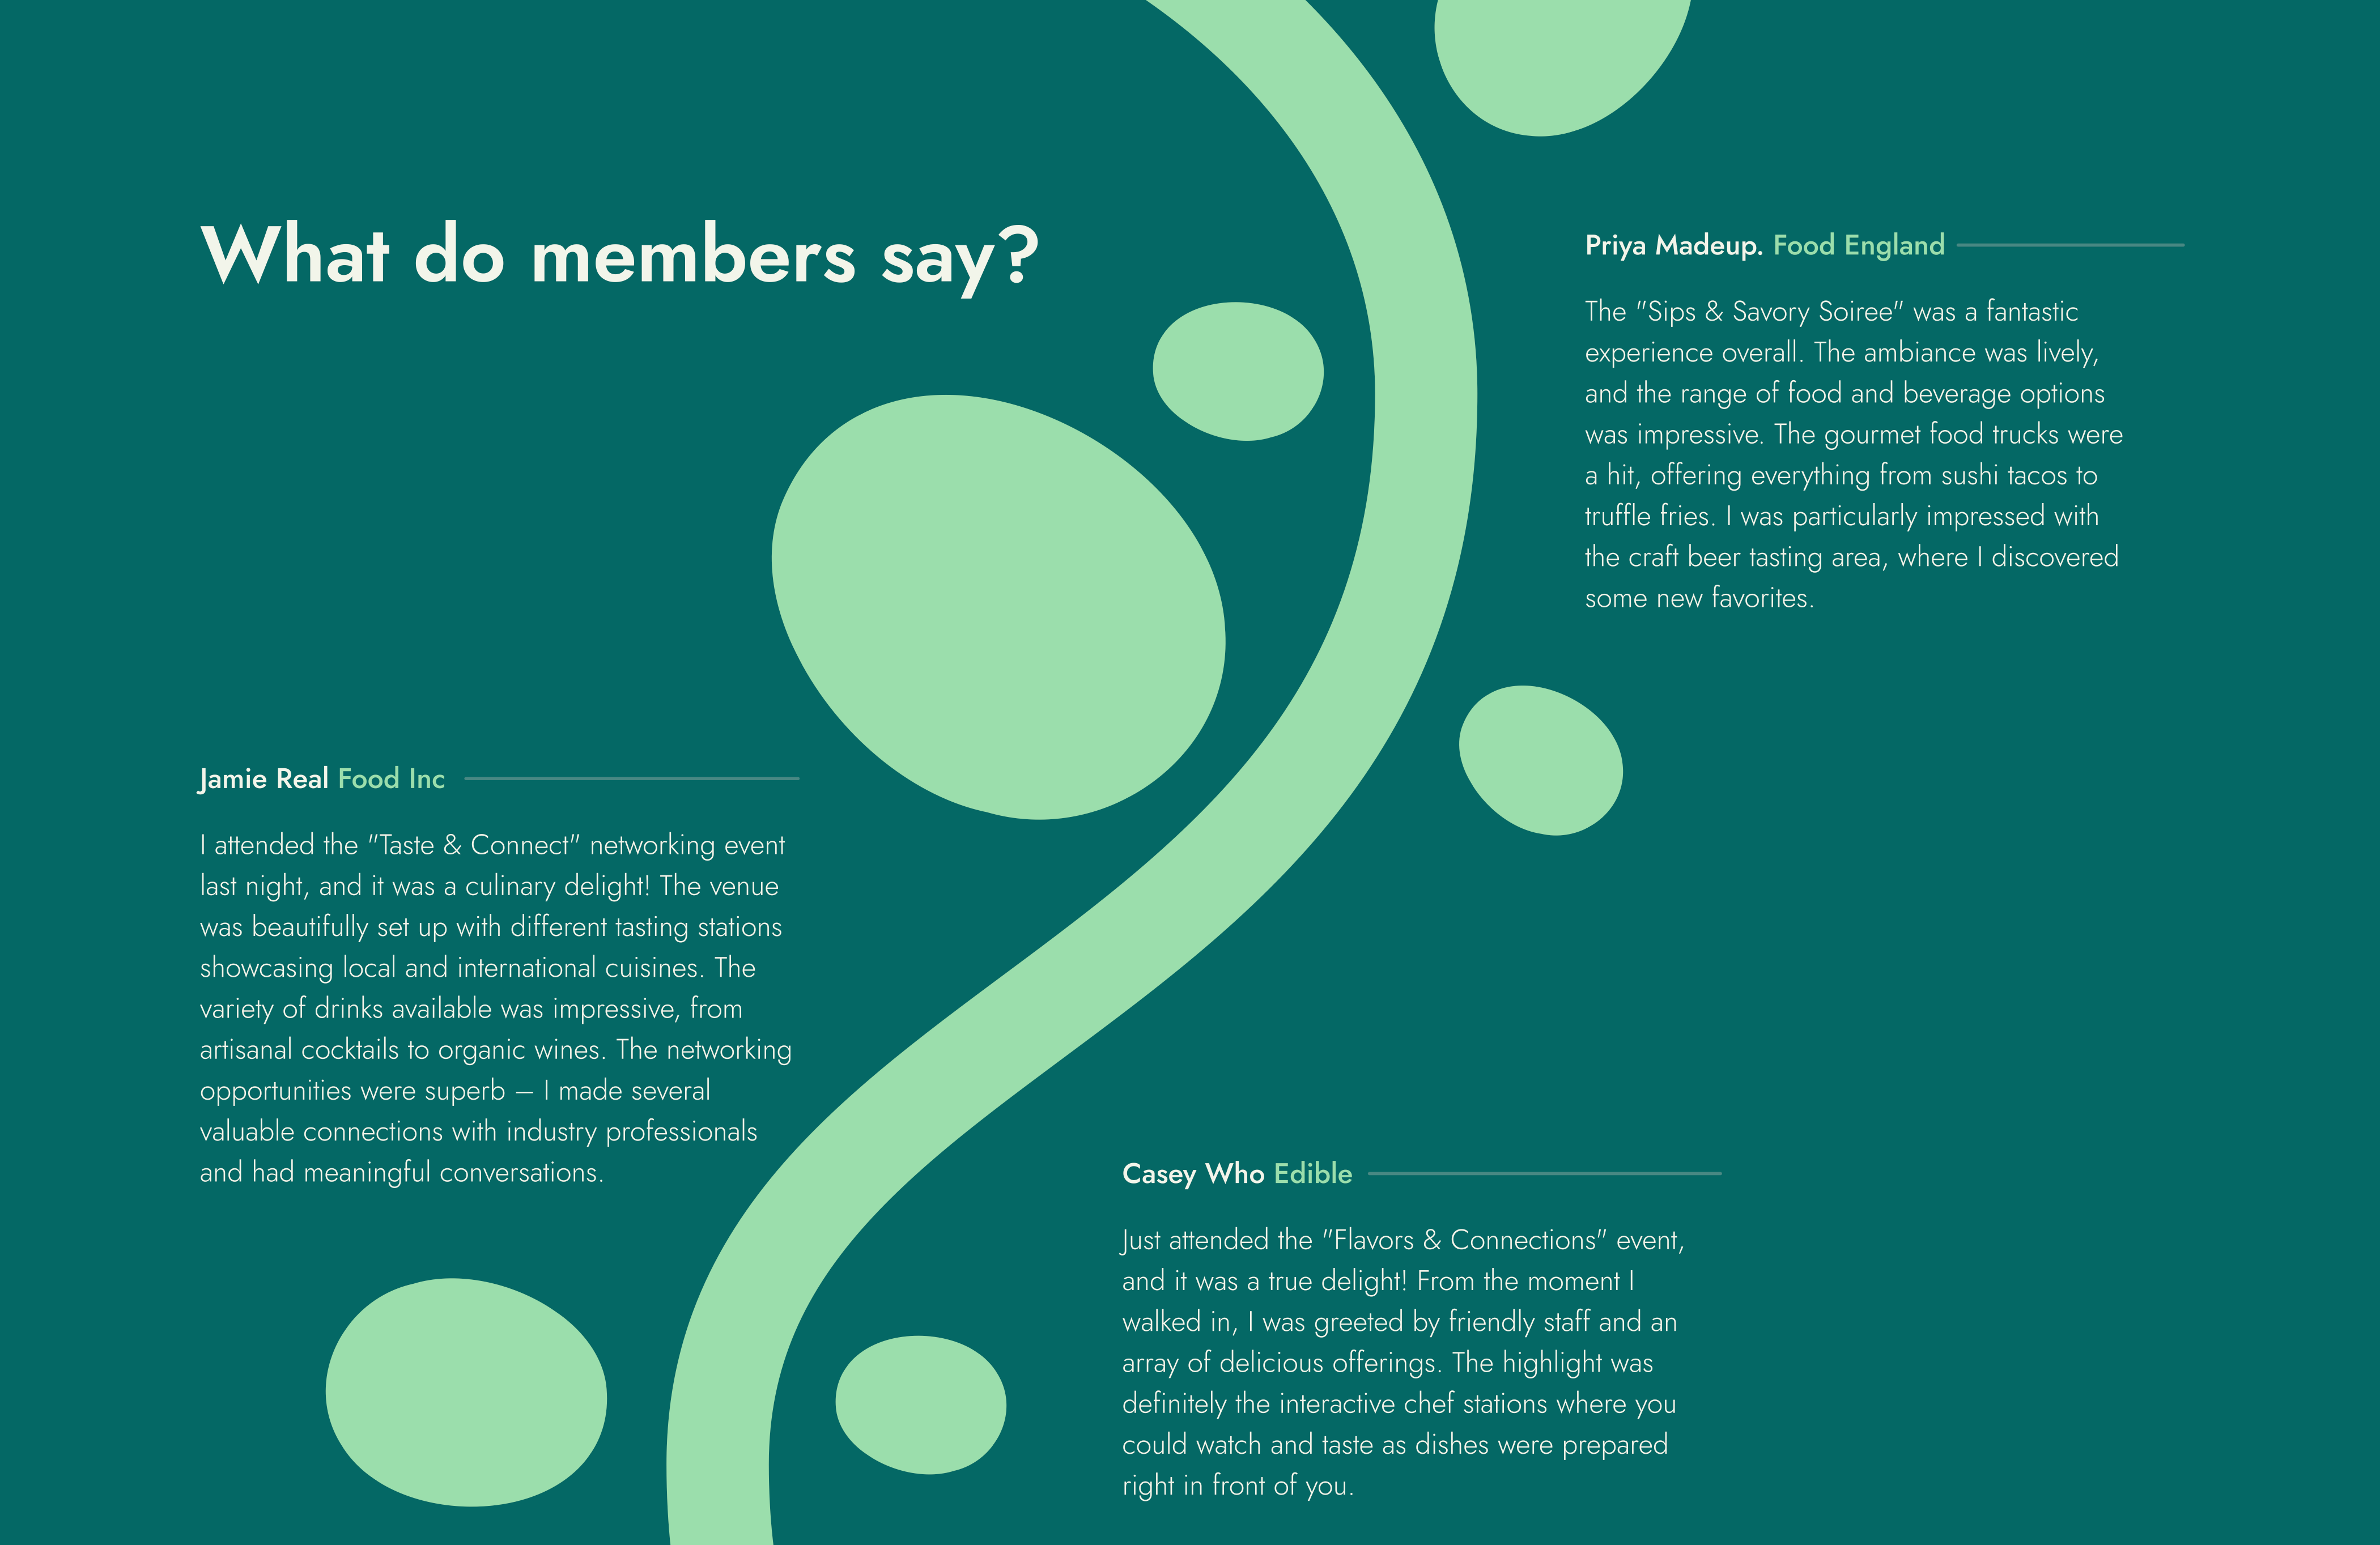 What do members say?
Priya Madeup. Food England
The "Sips & Savory Soiree" was a fantastic
experience overall. The ambiance was lively,
and the range of food and beverage options
was impressive. The gourmet food trucks were
a hit, offering everything from sushi tacos to
truffle fries. I was particularly impressed with
the craft beer tasting area, where I discovered
some new favorites.
Jamie Real Food Inc
I attended the "Taste & Connect" networking event
last night, and it was a culinary delight! The venue
was beautifully set up with different tasting stations
showcasing local and international cuisines. The
variety of drinks available was impressive, from
artisanal cocktails to organic wines. The networking
opportunities were superb – I made several
valuable connections with industry professionals
and had meaningful conversations.
Casey Who Edible
Just attended the "Flavors & Connections" event,
and it was a true delight! From the moment I
walked in, I was greeted by friendly staff and an
array of delicious offerings. The highlight was
definitely the interactive chef stations where you
could watch and taste as dishes were prepared
right in front of you.